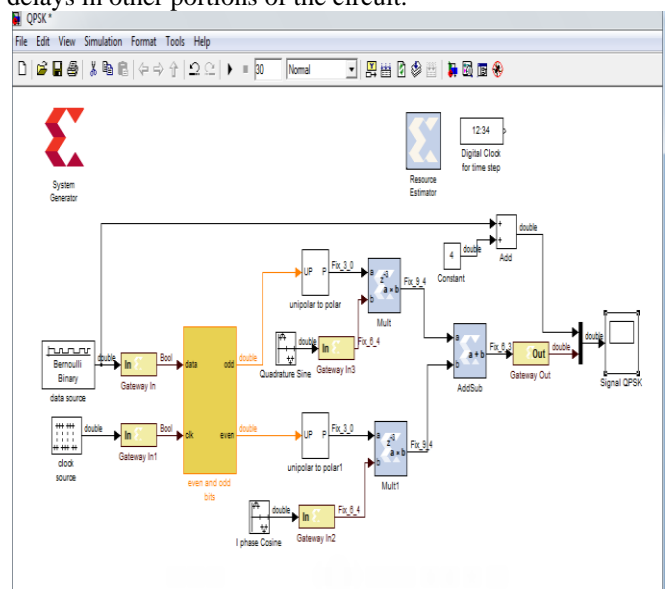 delays in other portions of the circuit.
QPSK *
File Edit View Simulation Format Tools Help
30 Normal
System
Generator
Resource
Estimator
12:34
Digital Clock
for time step
double
+
+
Add
double
4
Constant
double
UP P
Fix_3_0
unipolar to polar
a
b
z-3
a × b
Mult
Fix_9_4
double
Quadrature Sine
double
In
Gateway In3
Fix_6_4
Bernoulli
Binary
data source
double
In
Gateway In
Bool
data
odd
clk
even
even and odd
bits
double
clock
source
double
In
Gateway In1
Bool
double
UP P
Fix_3_0
unipolar to polar1
a
b
a × b
Mult1
Fix_9_4
a
b
a + b
AddSub
Fix_6_3
Out
Gateway Out
double
double
Signal QPSK
I phase Cosine
double
In
Gateway In2
Fix_6_4